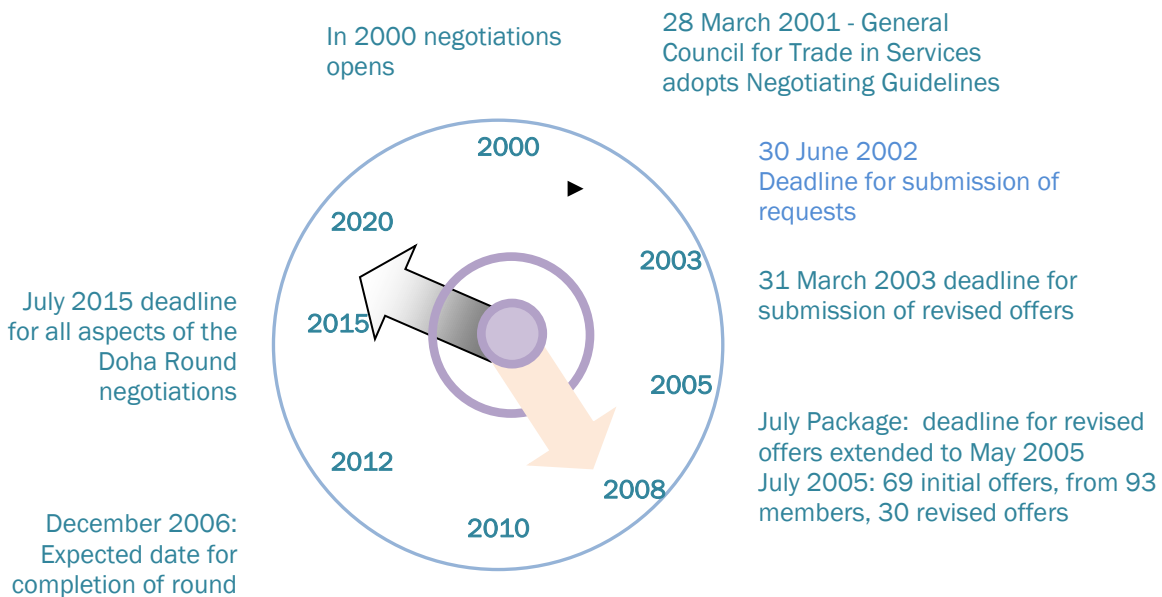 In 2000 negotiations
opens
28 March 2001 - General
Council for Trade in Services
adopts Negotiating Guidelines
30 June 2002
Deadline for submission of
requests
31 March 2003 deadline for
submission of revised offers
July Package:  deadline for revised
offers extended to May 2005
July 2005: 69 initial offers, from 93
members, 30 revised offers
December 2006:
Expected date for
completion of round
July 2015 deadline
for all aspects of the
Doha Round
negotiations
2000
2003
2005
2008
2010
2012
2015
2020